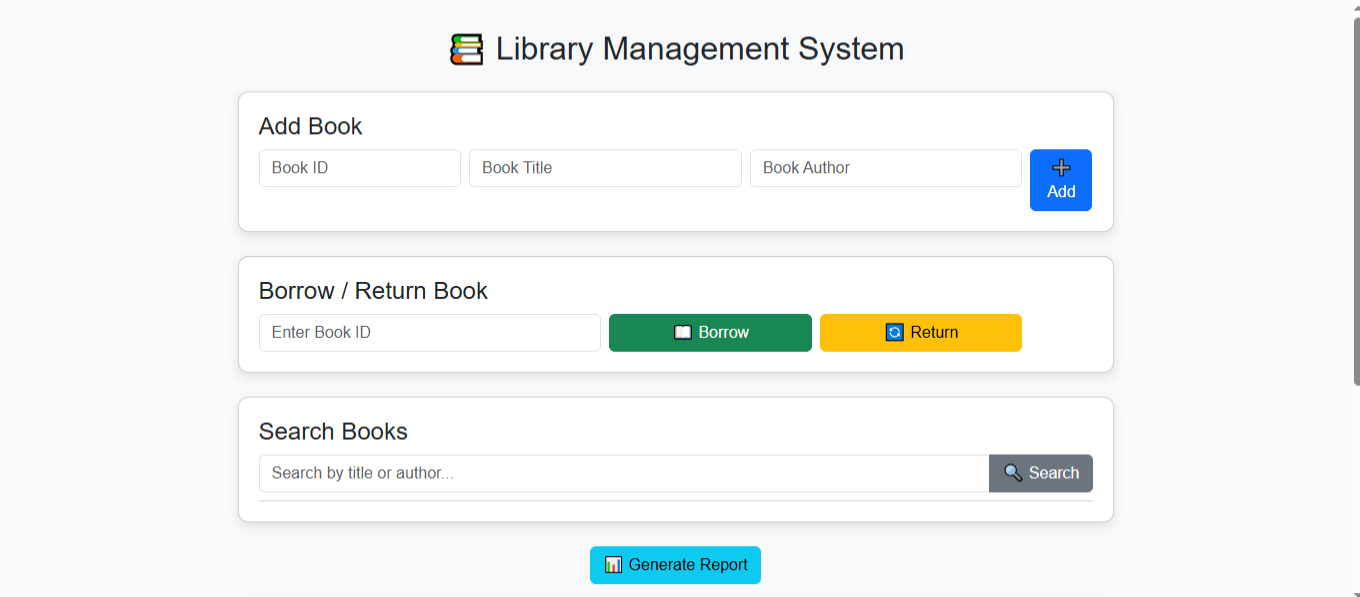 Library Management System
Add Book
Book ID Book Title Book Author Add
Borrow / Return Book
Enter Book ID Borrow Return
Search Books
Search by title or author... Search
Generate Report